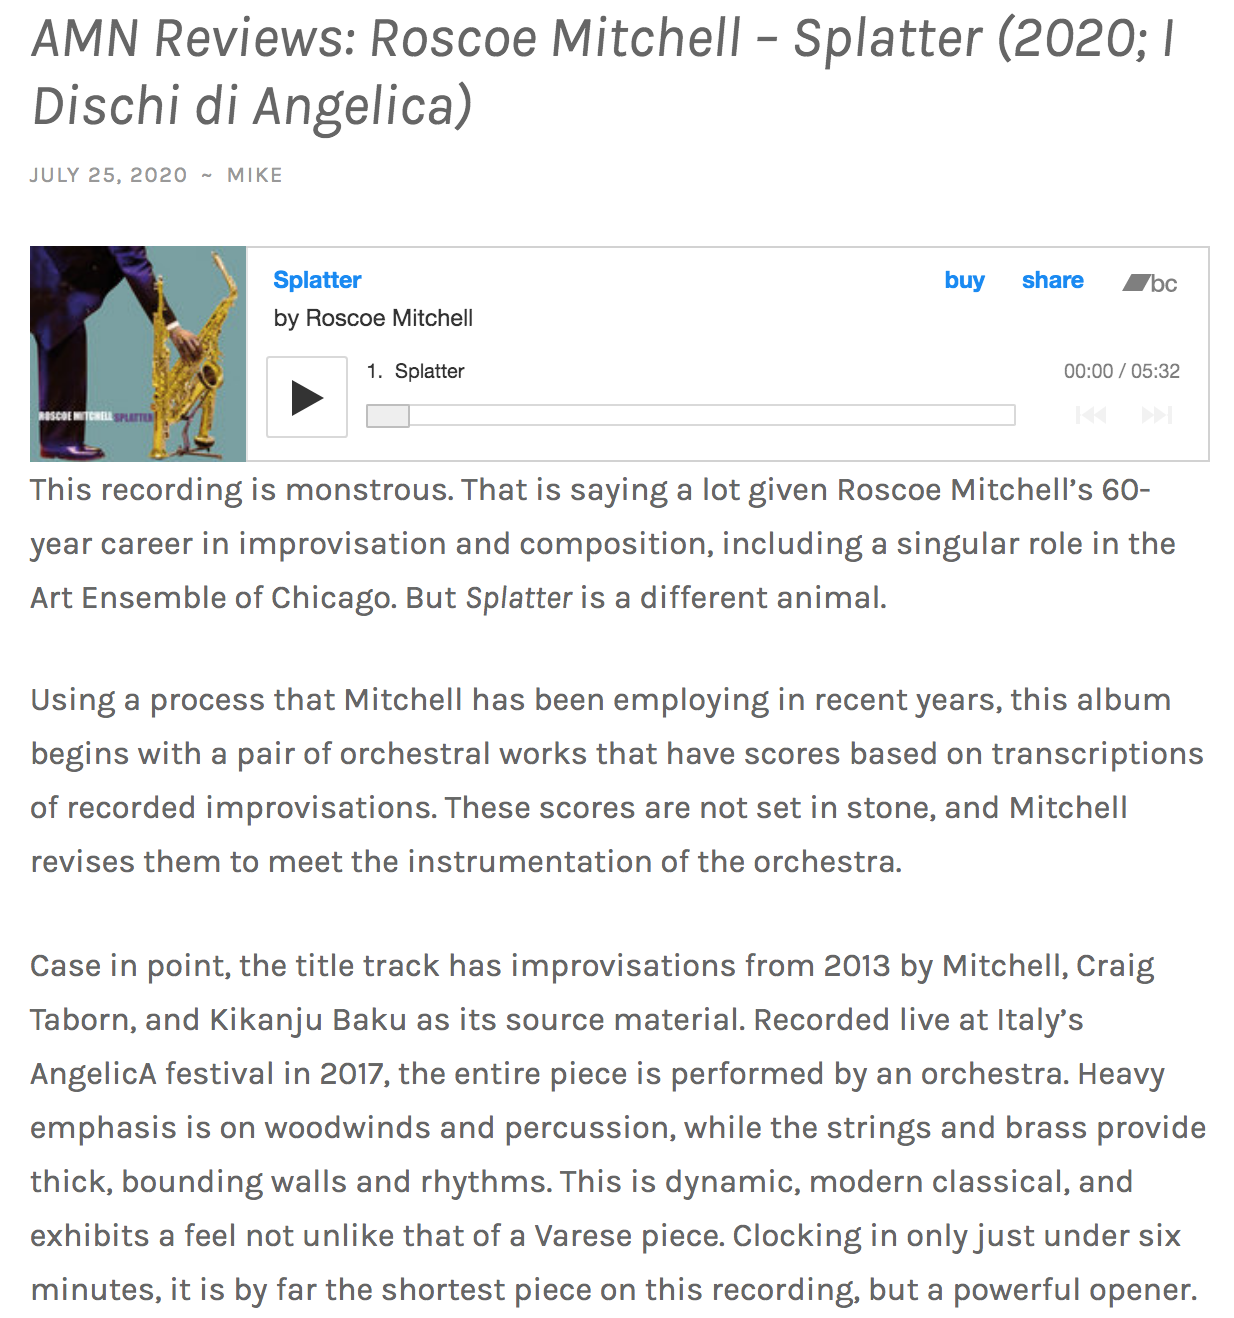 AMN Reviews: Roscoe Mitchell – Splatter (2020; I
Dischi di Angelica)
JULY 25, 2020 ~ MIKE
Splatter
buy share bc
by Roscoe Mitchell
1. Splatter
00:00 / 05:32
ROSCOE MITCHELL SPLATTER
This recording is monstrous. That is saying a lot given Roscoe Mitchell’s 60-
year career in improvisation and composition, including a singular role in the
Art Ensemble of Chicago. But Splatter is a different animal.
Using a process that Mitchell has been employing in recent years, this album
begins with a pair of orchestral works that have scores based on transcriptions
of recorded improvisations. These scores are not set in stone, and Mitchell
revises them to meet the instrumentation of the orchestra.
Case in point, the title track has improvisations from 2013 by Mitchell, Craig
Taborn, and Kikanju Baku as its source material. Recorded live at Italy’s
AngelicA festival in 2017, the entire piece is performed by an orchestra. Heavy
emphasis is on woodwinds and percussion, while the strings and brass provide
thick, bounding walls and rhythms. This is dynamic, modern classical, and
exhibits a feel not unlike that of a Varese piece. Clocking in only just under six
minutes, it is by far the shortest piece on this recording, but a powerful opener.